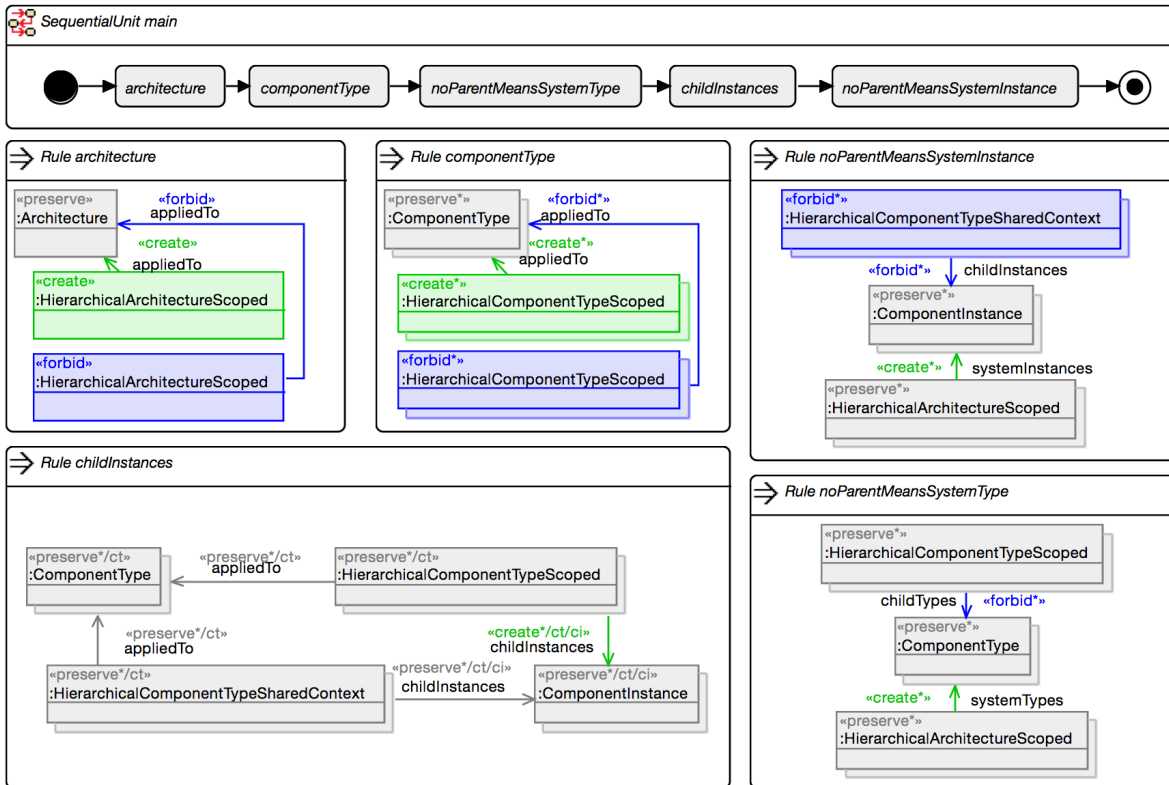 SequentialUnit main
architecture
componentType
noParentMeansSystemType
childInstances
noParentMeansSystemInstance
Rule architecture
«preserve»
:Architecture
«forbid»
appliedTo
«create»
appliedTo
«create»
:HierarchicalArchitectureScoped
«forbid»
:HierarchicalArchitectureScoped
Rule componentType
«preserve*»
:ComponentType
«forbid*»
appliedTo
«create*»
appliedTo
«create*»
:HierarchicalComponentTypeScoped
«forbid*»
:HierarchicalComponentTypeScoped
Rule noParentMeansSystemInstance
«forbid*»
:HierarchicalComponentTypeSharedContext
«forbid*» childInstances
«preserve*»
:ComponentInstance
«create*» systemInstances
«preserve*»
:HierarchicalArchitectureScoped
Rule childInstances
«preserve*/ct»
:ComponentType
«preserve*/ct»
appliedTo
«preserve*/ct»
:HierarchicalComponentTypeScoped
«preserve*/ct»
appliedTo
«create*/ct/ci»
childInstances
«preserve*/ct»
:HierarchicalComponentTypeSharedContext
«preserve*/ct/ci»
childInstances
«preserve*/ct/ci»
:ComponentInstance
Rule noParentMeansSystemType
«preserve*»
:HierarchicalComponentTypeScoped
childTypes «forbid*»
«preserve*»
:ComponentType
«create*» systemTypes
«preserve*»
:HierarchicalArchitectureScoped